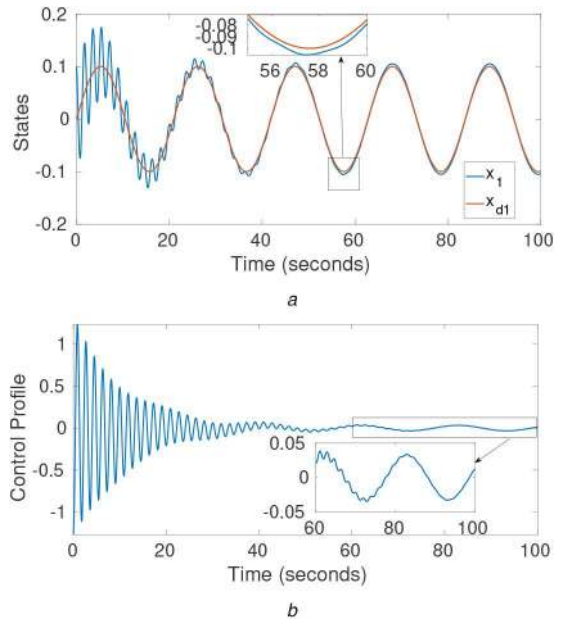 0.2
0.1
0
-0.1
-0.2
States
-0.08
-0.09
-0.1
56 58 60
x1
xd1
0 20 40 60 80 100
Time (seconds)
a
1
0.5
0
-0.5
-1
Control Profile
0.05
0
-0.05
60 80 100
0 20 40 60 80 100
Time (seconds)
b